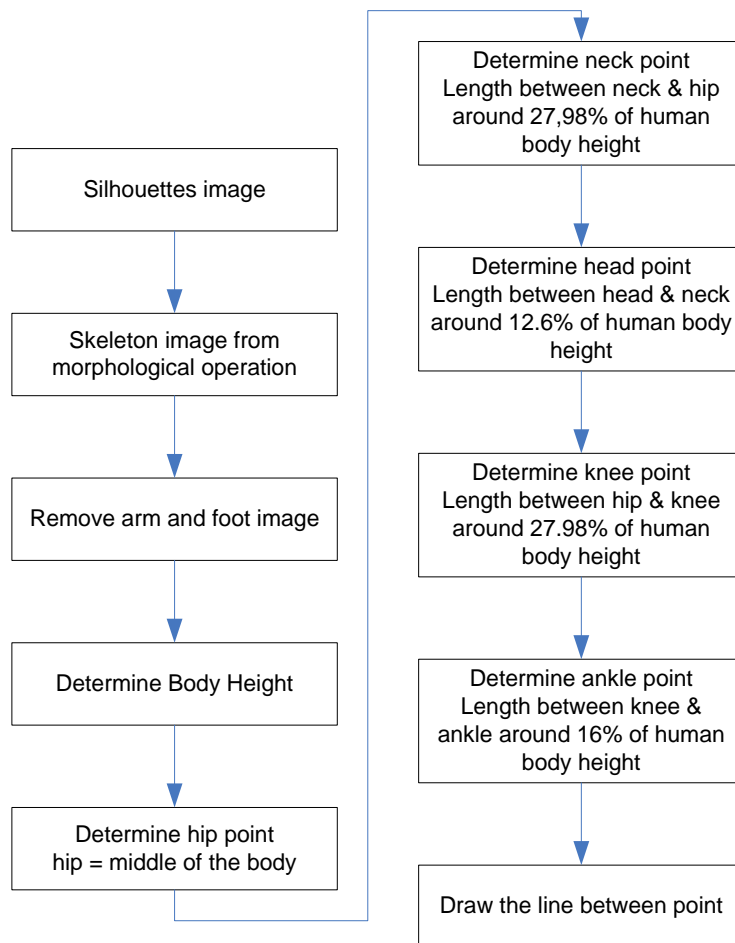 Silhouettes image
Skeleton image from
morphological operation
Remove arm and foot image
Determine Body Height
Determine hip point
hip = middle of the body
Determine neck point
Length between neck & hip
around 27,98% of human
body height
Determine head point
Length between head & neck
around 12.6% of human body
height
Determine knee point
Length between hip & knee
around 27.98% of human
body height
Determine ankle point
Length between knee &
ankle around 16% of human
body height
Draw the line between point